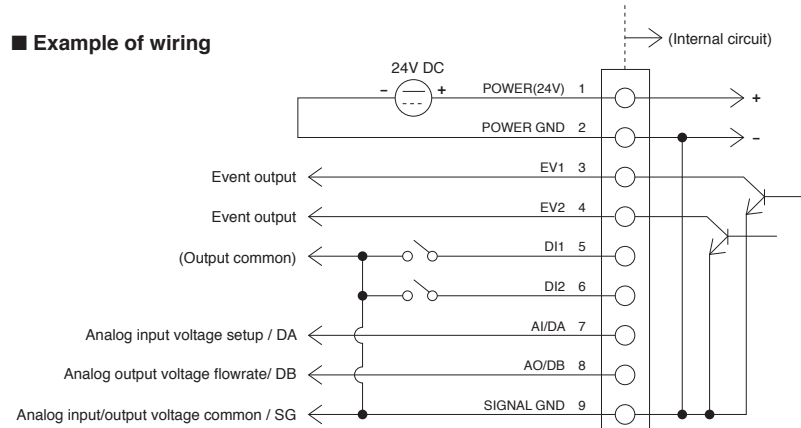 ■ Example of wiring
(Internal circuit)
24V DC
– +
POWER(24V) 1
+
POWER GND 2
–
Event output EV1 3
Event output EV2 4
(Output common) DI1 5
DI2 6
Analog input voltage setup / DA AI/DA 7
Analog output voltage flowrate/ DB AO/DB 8
Analog input/output voltage common / SG SIGNAL GND 9